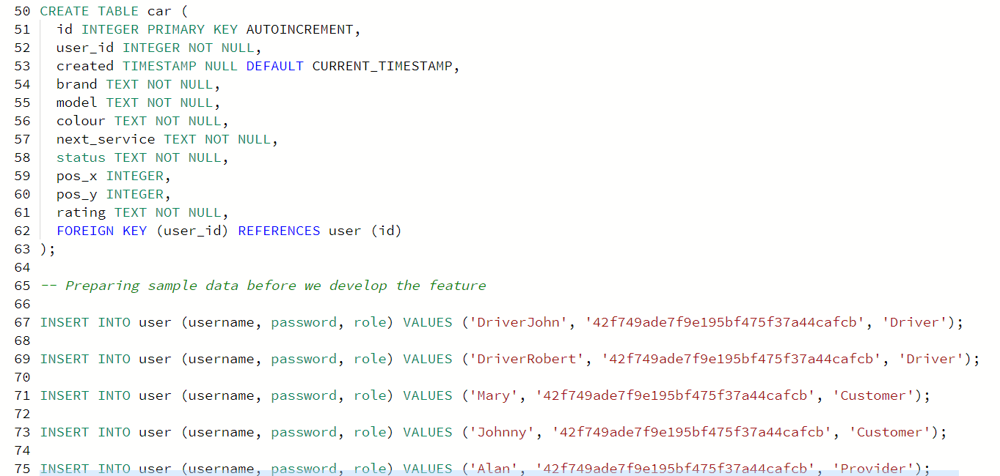 50 CREATE TABLE car (
51   id INTEGER PRIMARY KEY AUTOINCREMENT,
52   user_id INTEGER NOT NULL,
53   created TIMESTAMP NULL DEFAULT CURRENT_TIMESTAMP,
54   brand TEXT NOT NULL,
55   model TEXT NOT NULL,
56   colour TEXT NOT NULL,
57   next_service TEXT NOT NULL,
58   status TEXT NOT NULL,
59   pos_x INTEGER,
60   pos_y INTEGER,
61   rating TEXT NOT NULL,
62   FOREIGN KEY (user_id) REFERENCES user (id)
63 );
64
65 -- Preparing sample data before we develop the feature
66
67 INSERT INTO user (username, password, role) VALUES ('DriverJohn', '42f749ade7f9e195bf475f37a44cafcb', 'Driver');
68
69 INSERT INTO user (username, password, role) VALUES ('DriverRobert', '42f749ade7f9e195bf475f37a44cafcb', 'Driver');
70
71 INSERT INTO user (username, password, role) VALUES ('Mary', '42f749ade7f9e195bf475f37a44cafcb', 'Customer');
72
73 INSERT INTO user (username, password, role) VALUES ('Johnny', '42f749ade7f9e195bf475f37a44cafcb', 'Customer');
74
75 INSERT INTO user (username, password, role) VALUES ('Alan', '42f749ade7f9e195bf475f37a44cafcb', 'Provider');